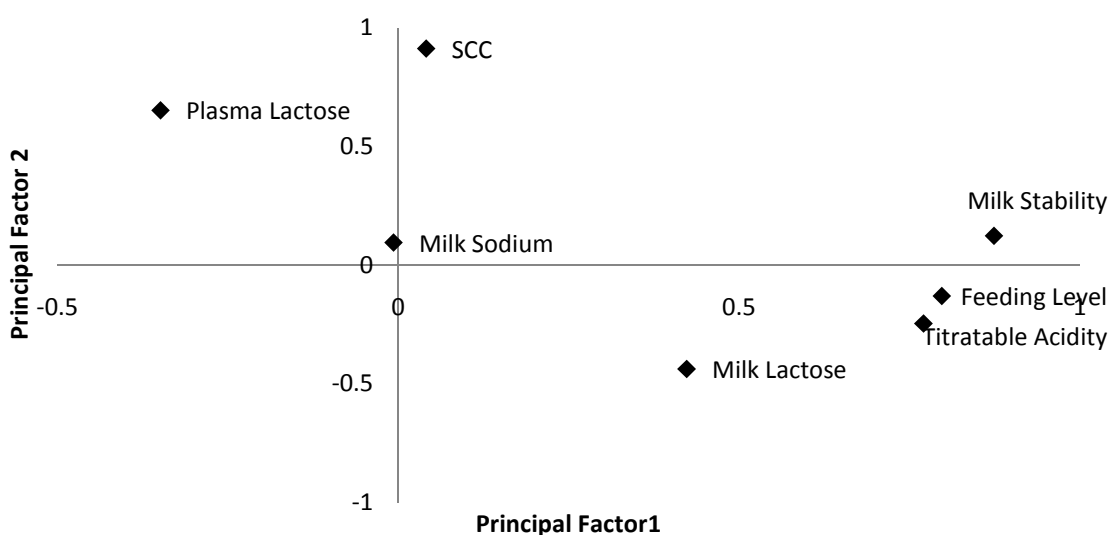 1
SCC
Plasma Lactose
0.5
Milk Stability
Milk Sodium
0
-0.5
0
0.5
1
Feeding Level
Titratable Acidity
Milk Lactose
-0.5
-1
Principal Factor 2
Principal Factor1